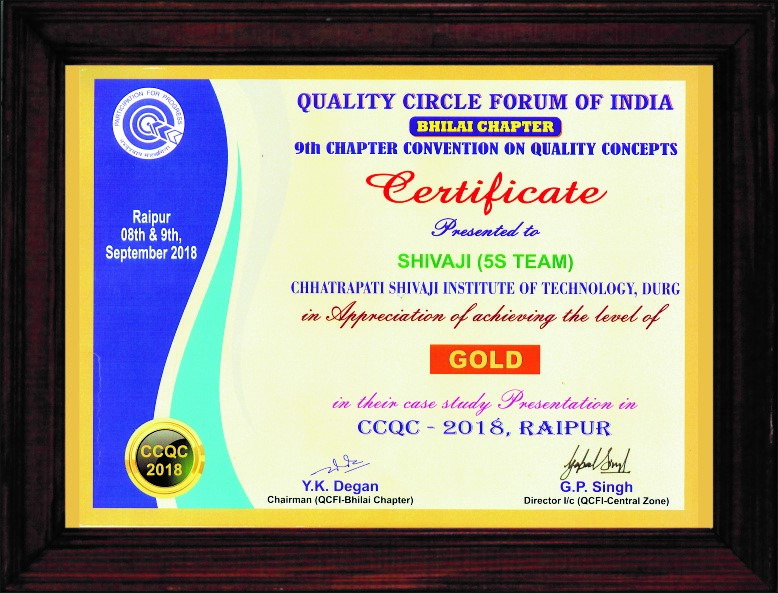 PARTICIPATION FOR PROGRESS
QUALITY CIRCLE FORUM OF INDIA
BHILAI CHAPTER
9th CHAPTER CONVENTION ON QUALITY CONCEPTS
Certificate
Raipur
08th & 9th,
September 2018
Presented to
SHIVAJI (5S TEAM)
CHHATRAPATI SHIVAJI INSTITUTE OF TECHNOLOGY, DURG
in Appreciation of achieving the level of
GOLD
in their case study Presentation in
CCQC - 2018, RAIPUR
CCQC
2018
Y.K. Degan
Chairman (QCFI-Bhilai Chapter)
G.P. Singh
Director I/c (QCFI-Central Zone)